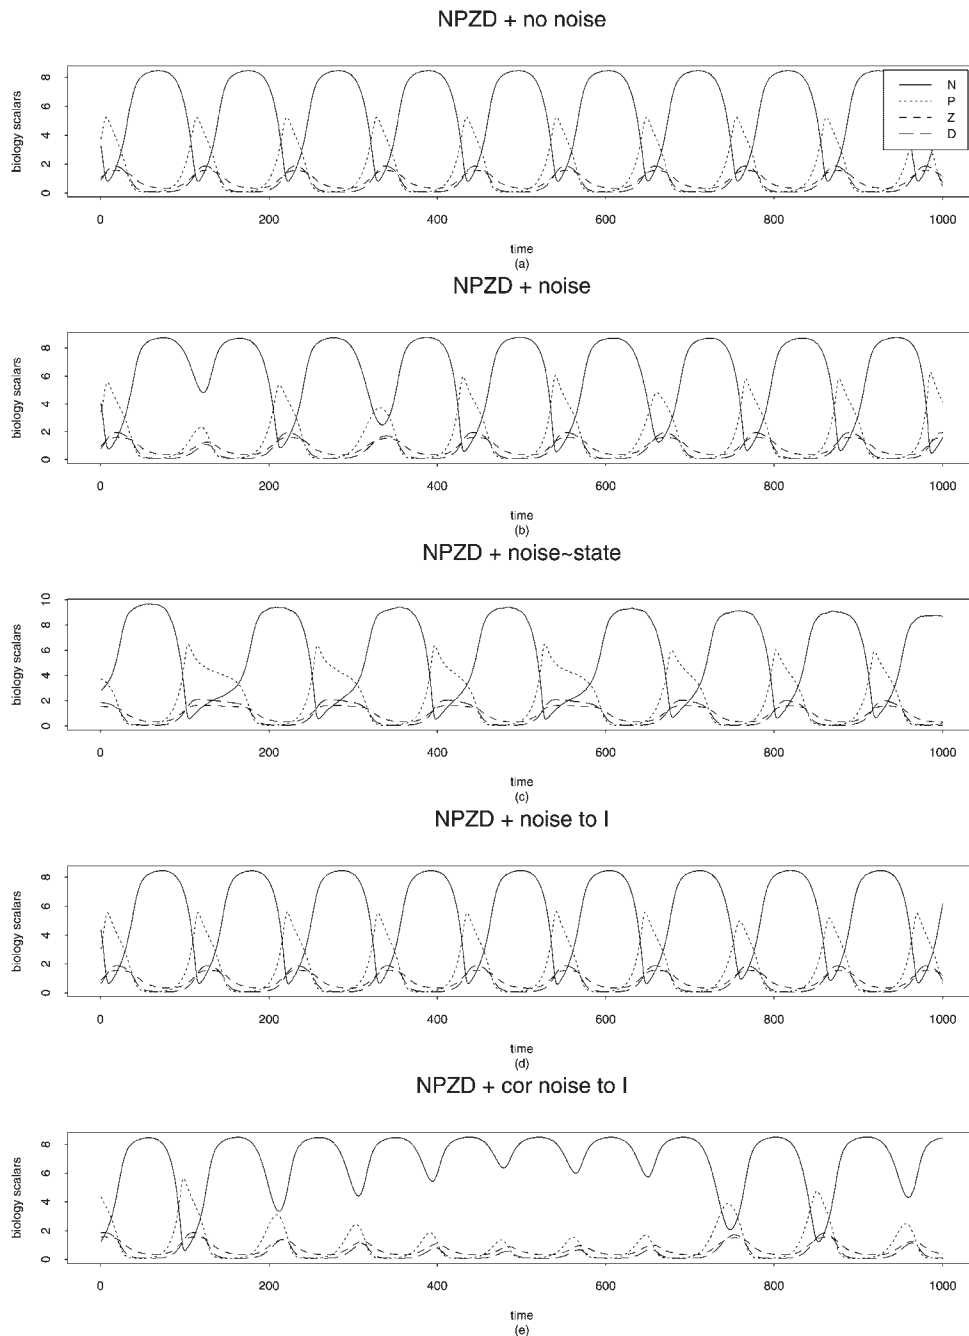 NPZD + no noise
biology scalars
8
6
4
2
0
N
P
Z
D
0 200 400 600 800 1000
time
(a)
NPZD + noise
biology scalars
8
6
4
2
0
0 200 400 600 800 1000
time
(b)
NPZD + noise~state
biology scalars
10
8
6
4
2
0
0 200 400 600 800 1000
time
(c)
NPZD + noise to I
biology scalars
8
6
4
2
0
0 200 400 600 800 1000
time
(d)
NPZD + cor noise to I
biology scalars
8
6
4
2
0
0 200 400 600 800 1000
time
(e)